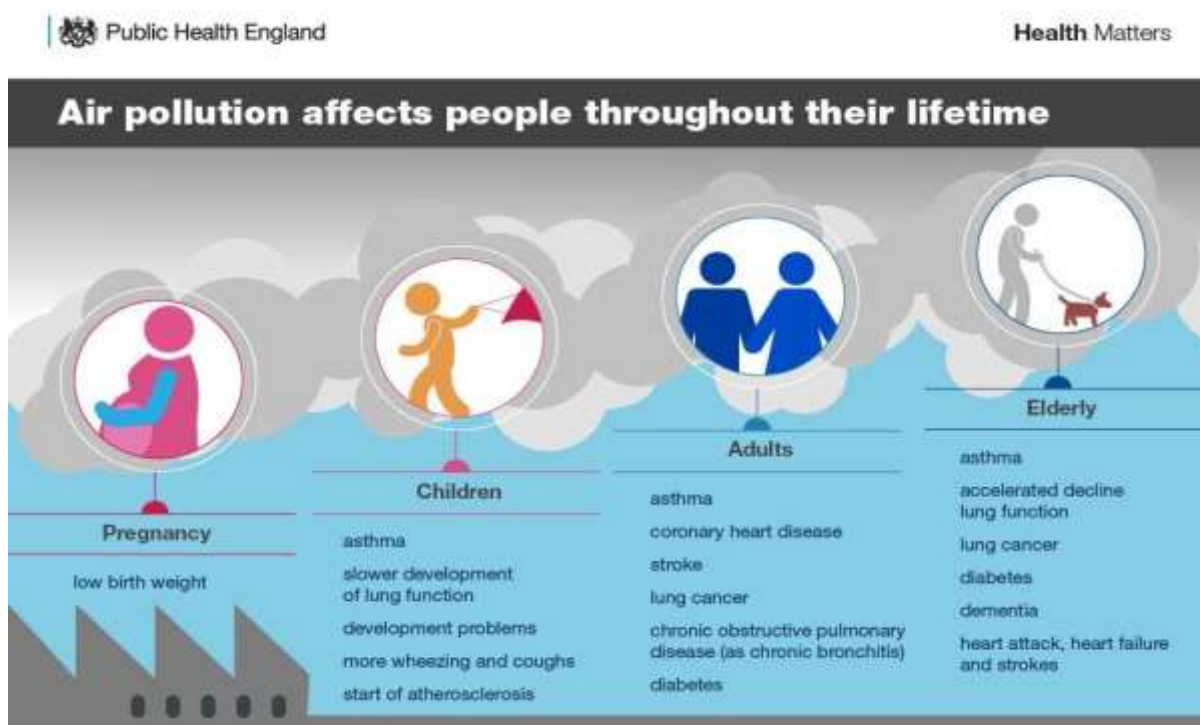 Public Health England
Health Matters
Air pollution affects people throughout their lifetime
Pregnancy
low birth weight
Children
asthma
slower development
of lung function
development problems
more wheezing and coughs
start of atherosclerosis
Adults
asthma
coronary heart disease
stroke
lung cancer
chronic obstructive pulmonary
disease (as chronic bronchitis)
diabetes
Elderly
asthma
accelerated decline
lung function
lung cancer
diabetes
dementia
heart attack, heart failure
and strokes